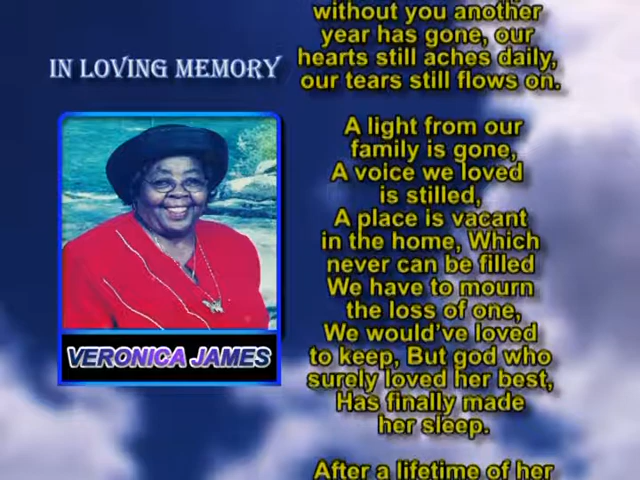 IN LOVING MEMORY
VERONICA JAMES
without you another
year has gone, our
hearts still aches daily,
our tears still flows on.
A light from our
family is gone,
A voice we loved
is stilled,
A place is vacant
in the home, Which
never can be filled
We have to mourn
the loss of one,
We would've loved
to keep, But god who
surely loved her best,
Has finally made
her sleep.
After a lifetime of her